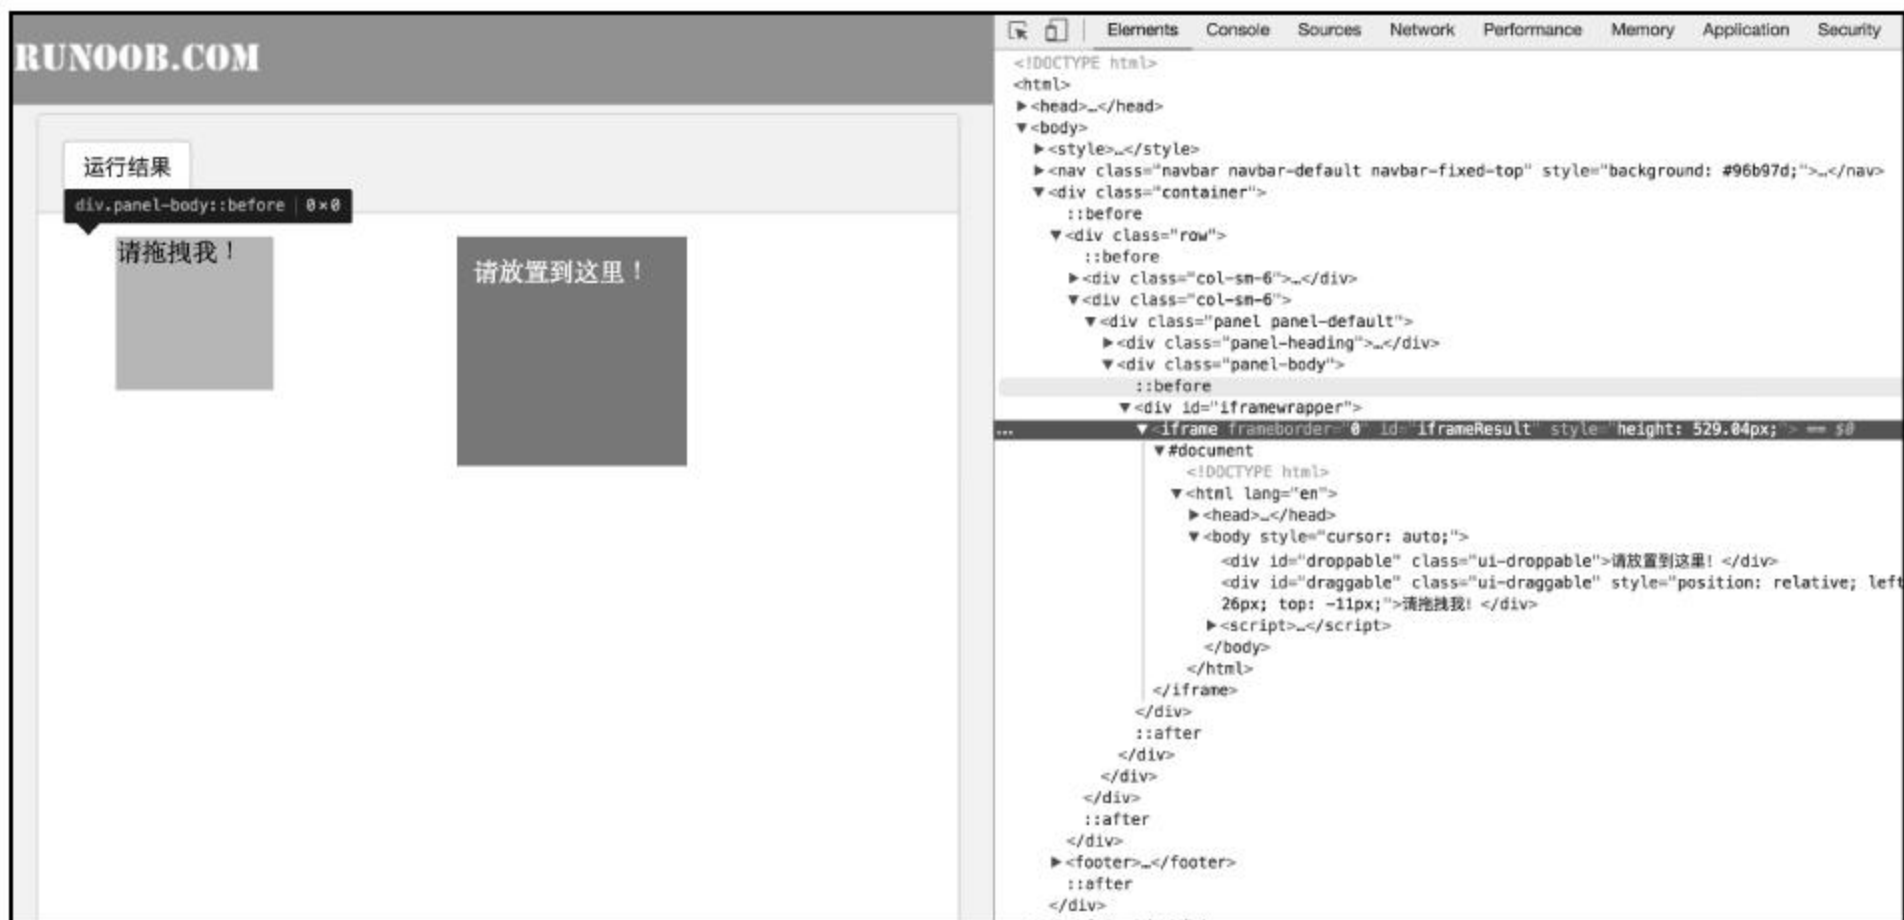 RUNOOB.COM
运行结果
div.panel-body::before | 0×0
请拖拽我！
请放置到这里！
Elements Console Sources Network Performance Memory Application Security
<!DOCTYPE html>
<html>
▶<head>…</head>
▼<body>
▶<style>…</style>
▶<nav class="navbar navbar-default navbar-fixed-top" style="background: #96b97d;">…</nav>
▼<div class="container">
::before
▼<div class="row">
::before
▶<div class="col-sm-6">…</div>
▼<div class="col-sm-6">
▼<div class="panel panel-default">
▶<div class="panel-heading">…</div>
▼<div class="panel-body">
::before
▼<div id="iframewrapper">
… ▼<iframe frameborder="0" id="iframeResult" style="height: 529.04px;"> == $0
▼#document
<!DOCTYPE html>
▼<html lang="en">
▶<head>…</head>
▼<body style="cursor: auto;">
<div id="droppable" class="ui-droppable">请放置到这里！</div>
<div id="draggable" class="ui-draggable" style="position: relative; left
26px; top: -11px;">请拖拽我！</div>
▶<script>…</script>
</body>
</html>
</iframe>
</div>
::after
</div>
</div>
</div>
::after
</div>
▶<footer>…</footer>
::after
</div>